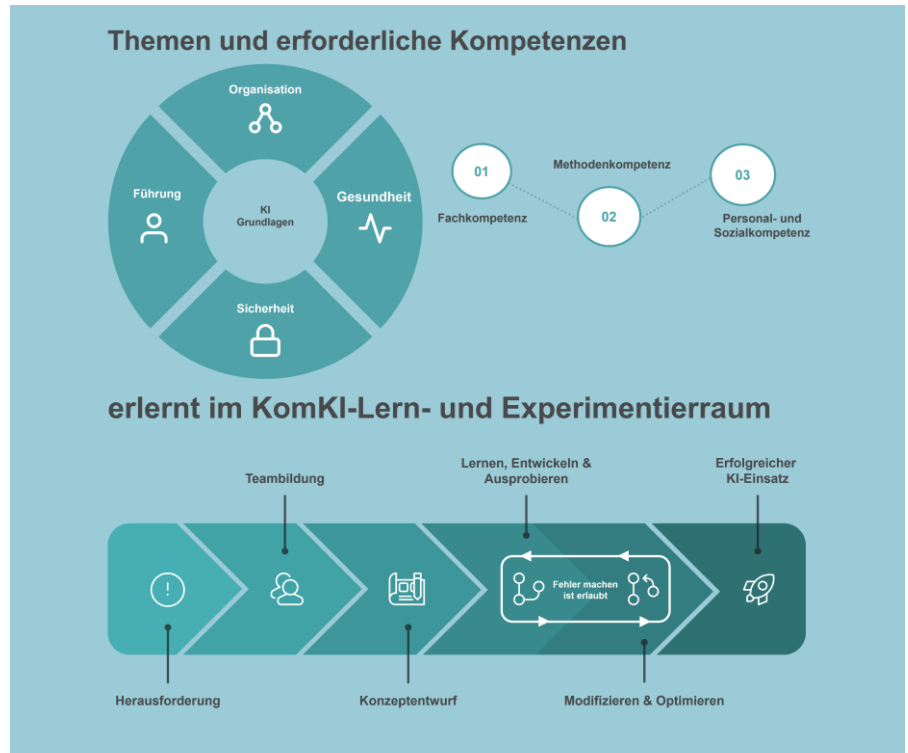 Themen und erforderliche Kompetenzen
Organisation
Führung
KI
Grundlagen
Gesundheit
Sicherheit
01
Fachkompetenz
Methodenkompetenz
02
03
Personal- und
Sozialkompetenz
erlernt im KomKI-Lern- und Experimentierraum
Teambildung
Lernen, Entwickeln &
Ausprobieren
Erfolgreicher
KI-Einsatz
Fehler machen
ist erlaubt
Herausforderung
Konzeptentwurf
Modifizieren & Optimieren